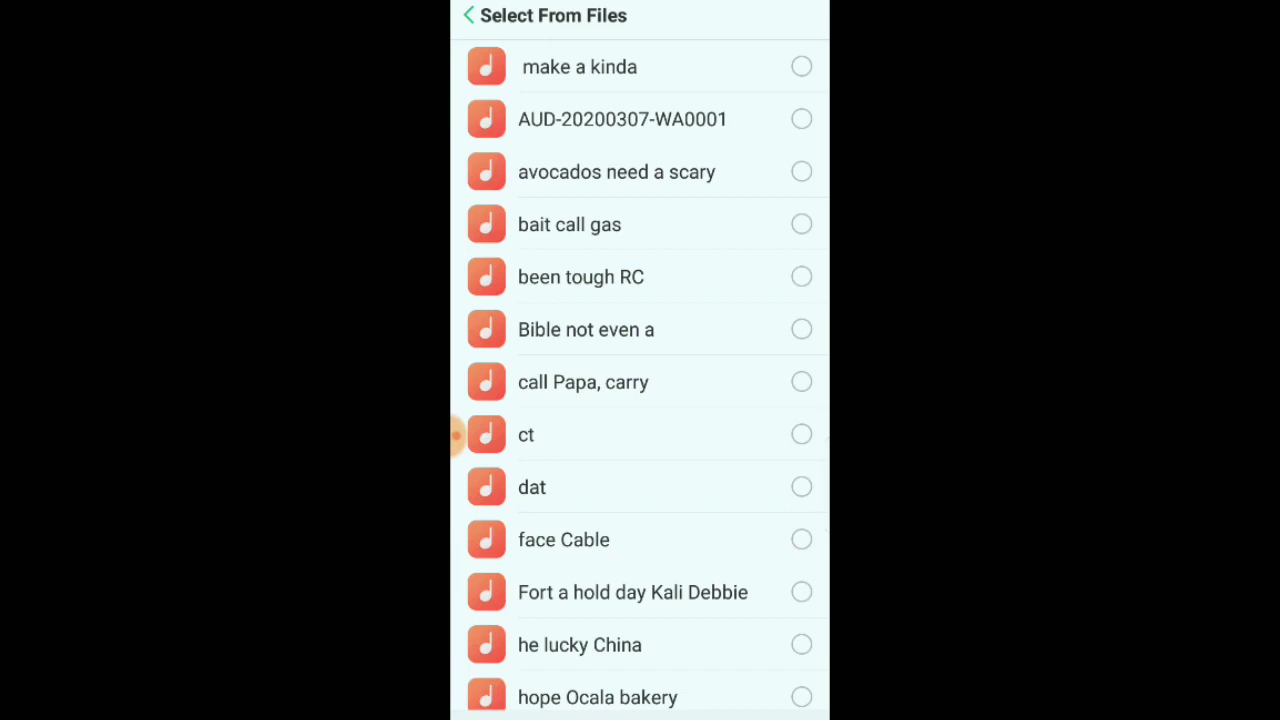 Select From Files
make a kinda
AUD-20200307-WA0001
avocados need a scary
bait call gas
been tough RC
Bible not even a
call Papa, carry
ct
dat
face Cable
Fort a hold day Kali Debbie
he lucky China
hope Ocala bakery